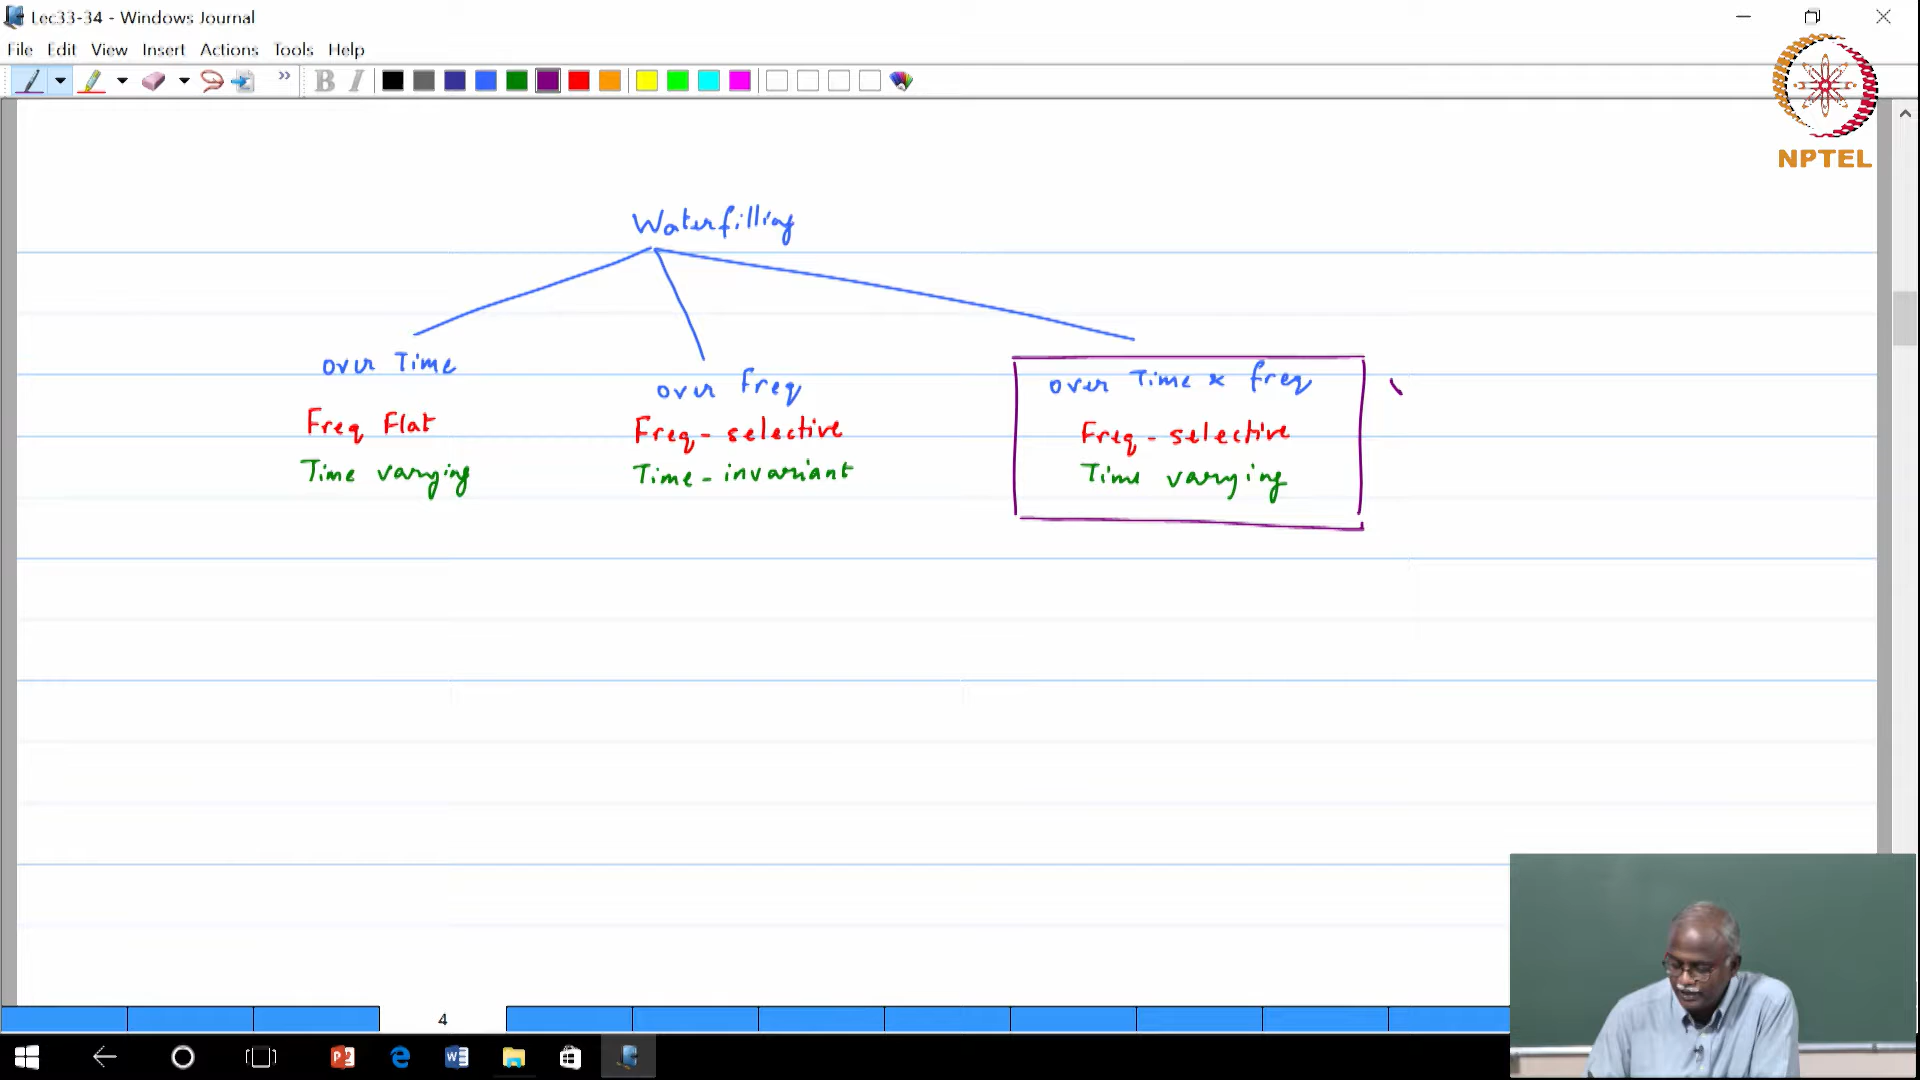 Lec33-34 - Windows Journal
File Edit View Insert Actions Tools Help
B I
NPTEL
Waterfilling
over Time
Freq Flat
Time varying
over Freq
Freq- selective
Time- invariant
over Time x freq
Freq- selective
Time varying
4